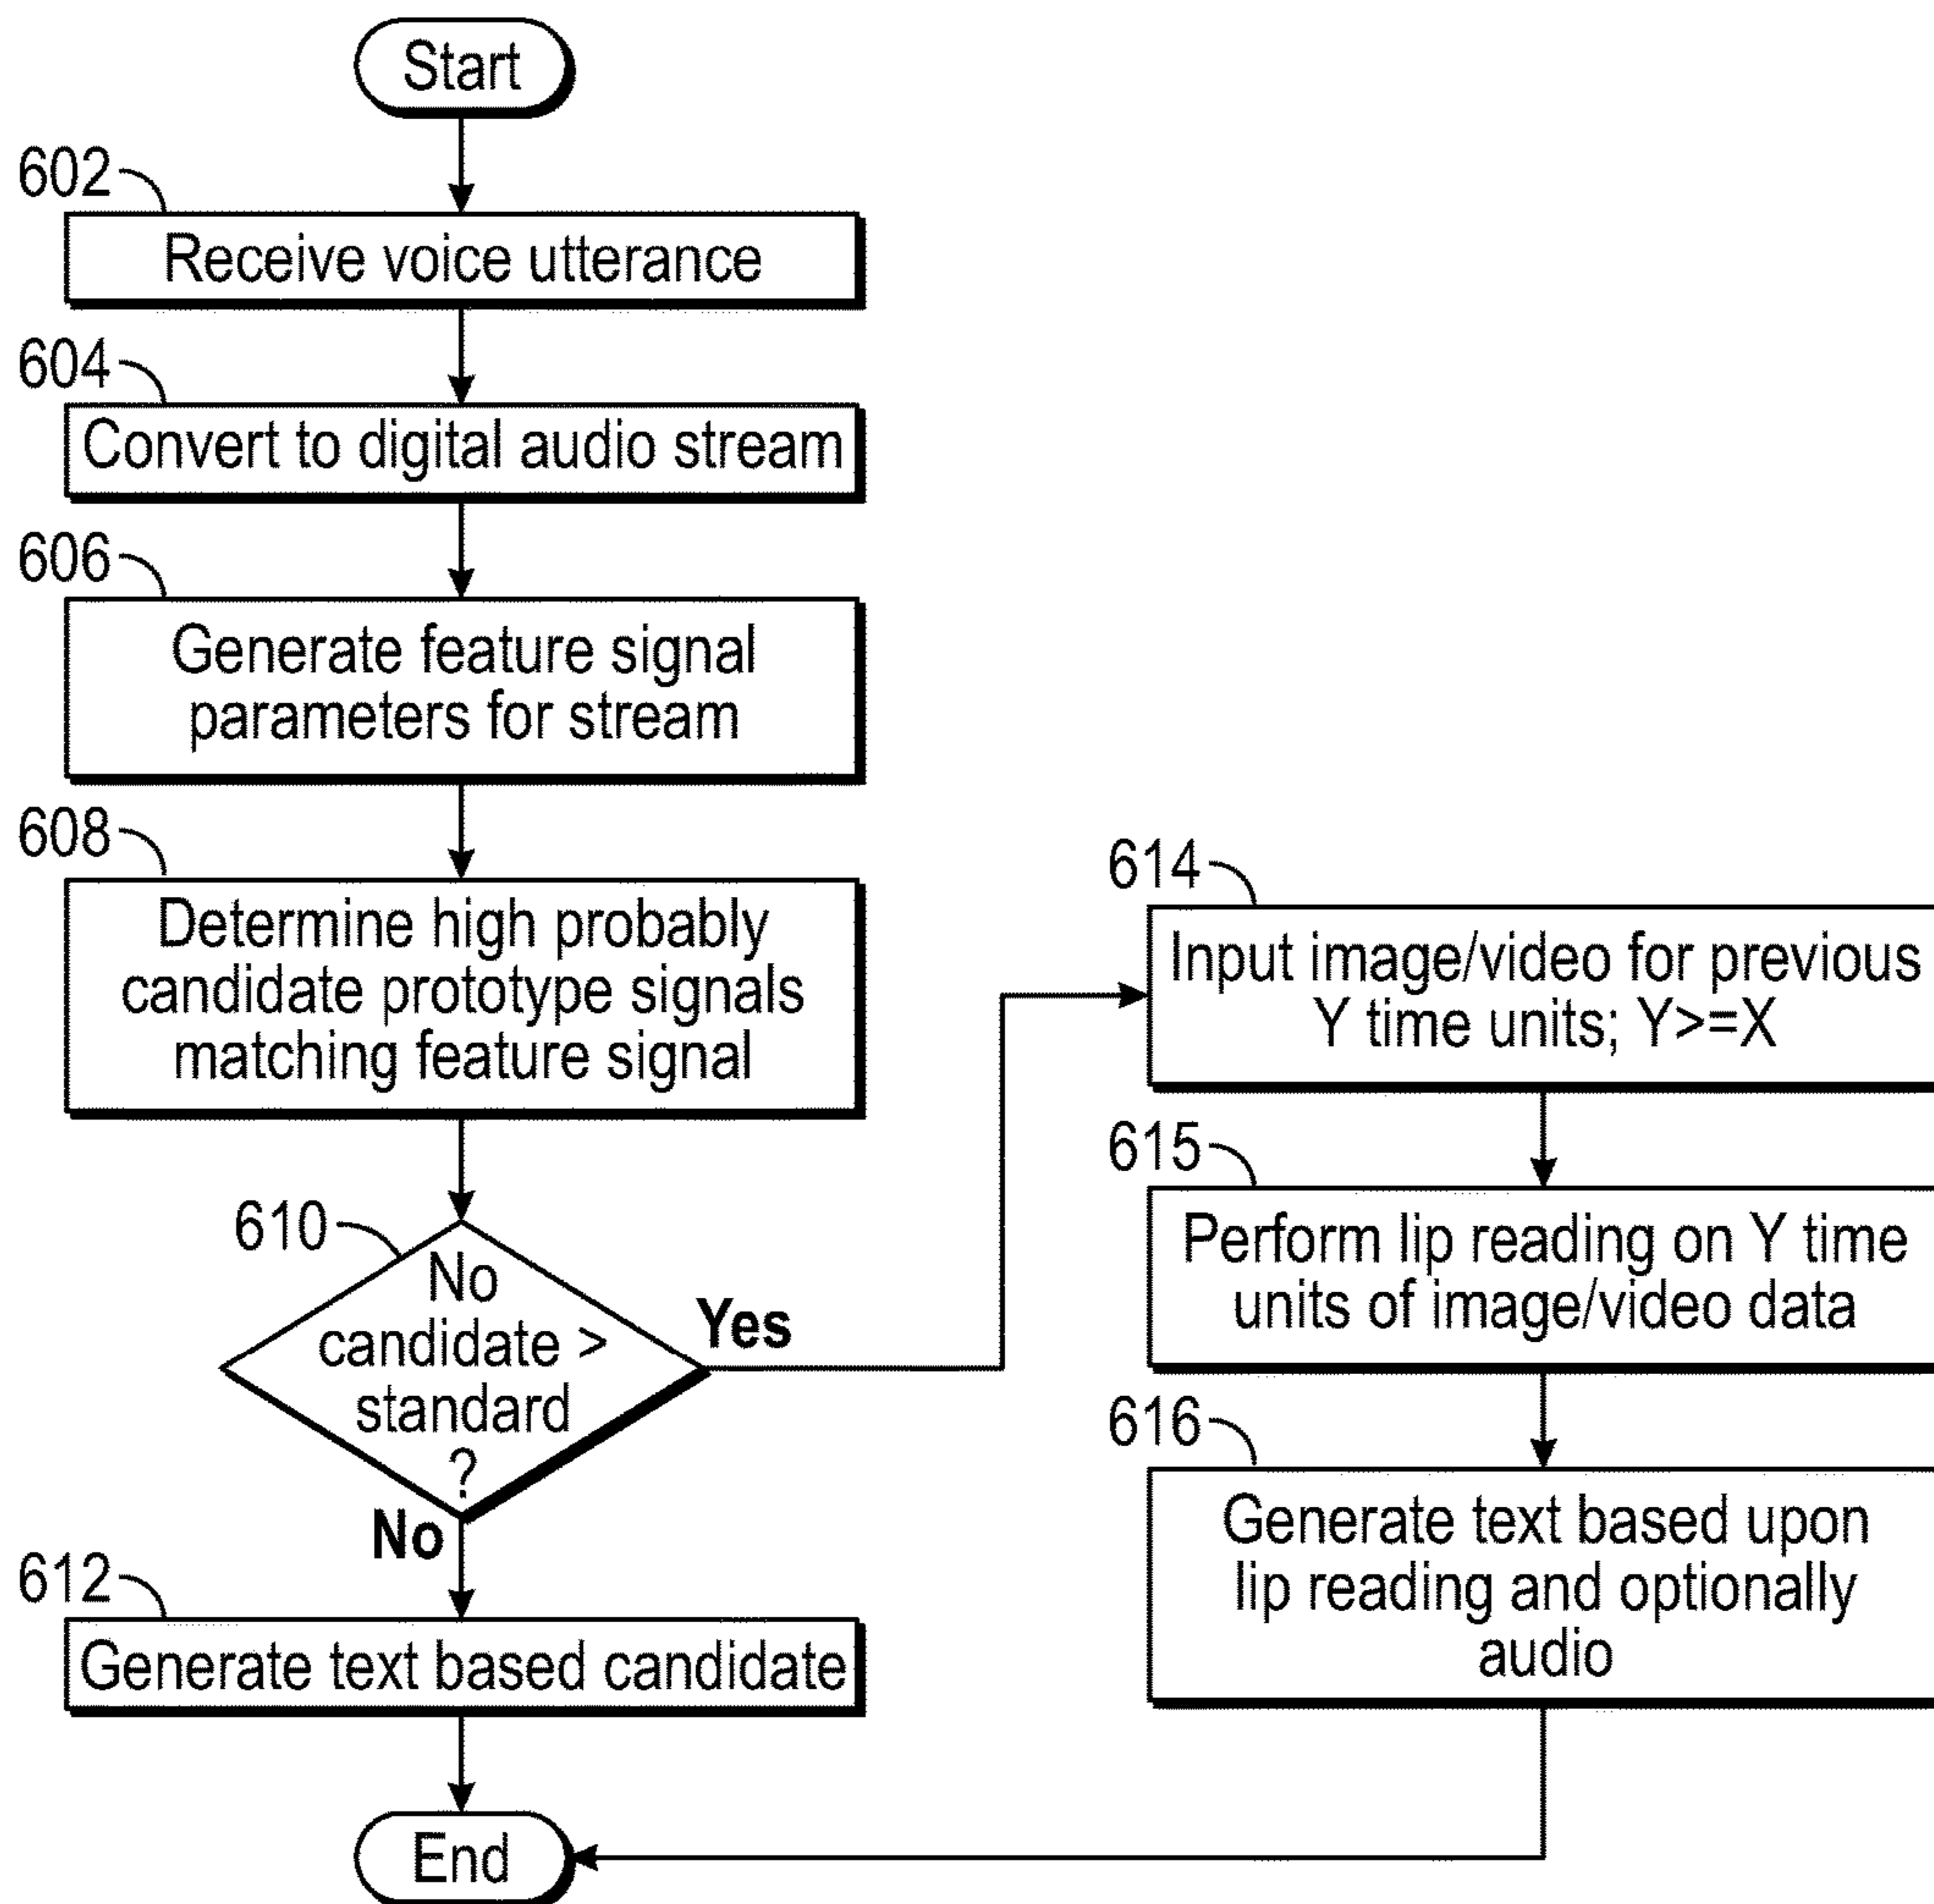 Start
602
Receive voice utterance
604
Convert to digital audio stream
606
Generate feature signal
parameters for stream
608
Determine high probably
candidate prototype signals
matching feature signal
610
No
candidate >
standard
?
Yes
No
612
Generate text based candidate
End
614
Input image/video for previous
Y time units; Y>=X
615
Perform lip reading on Y time
units of image/video data
616
Generate text based upon
lip reading and optionally
audio